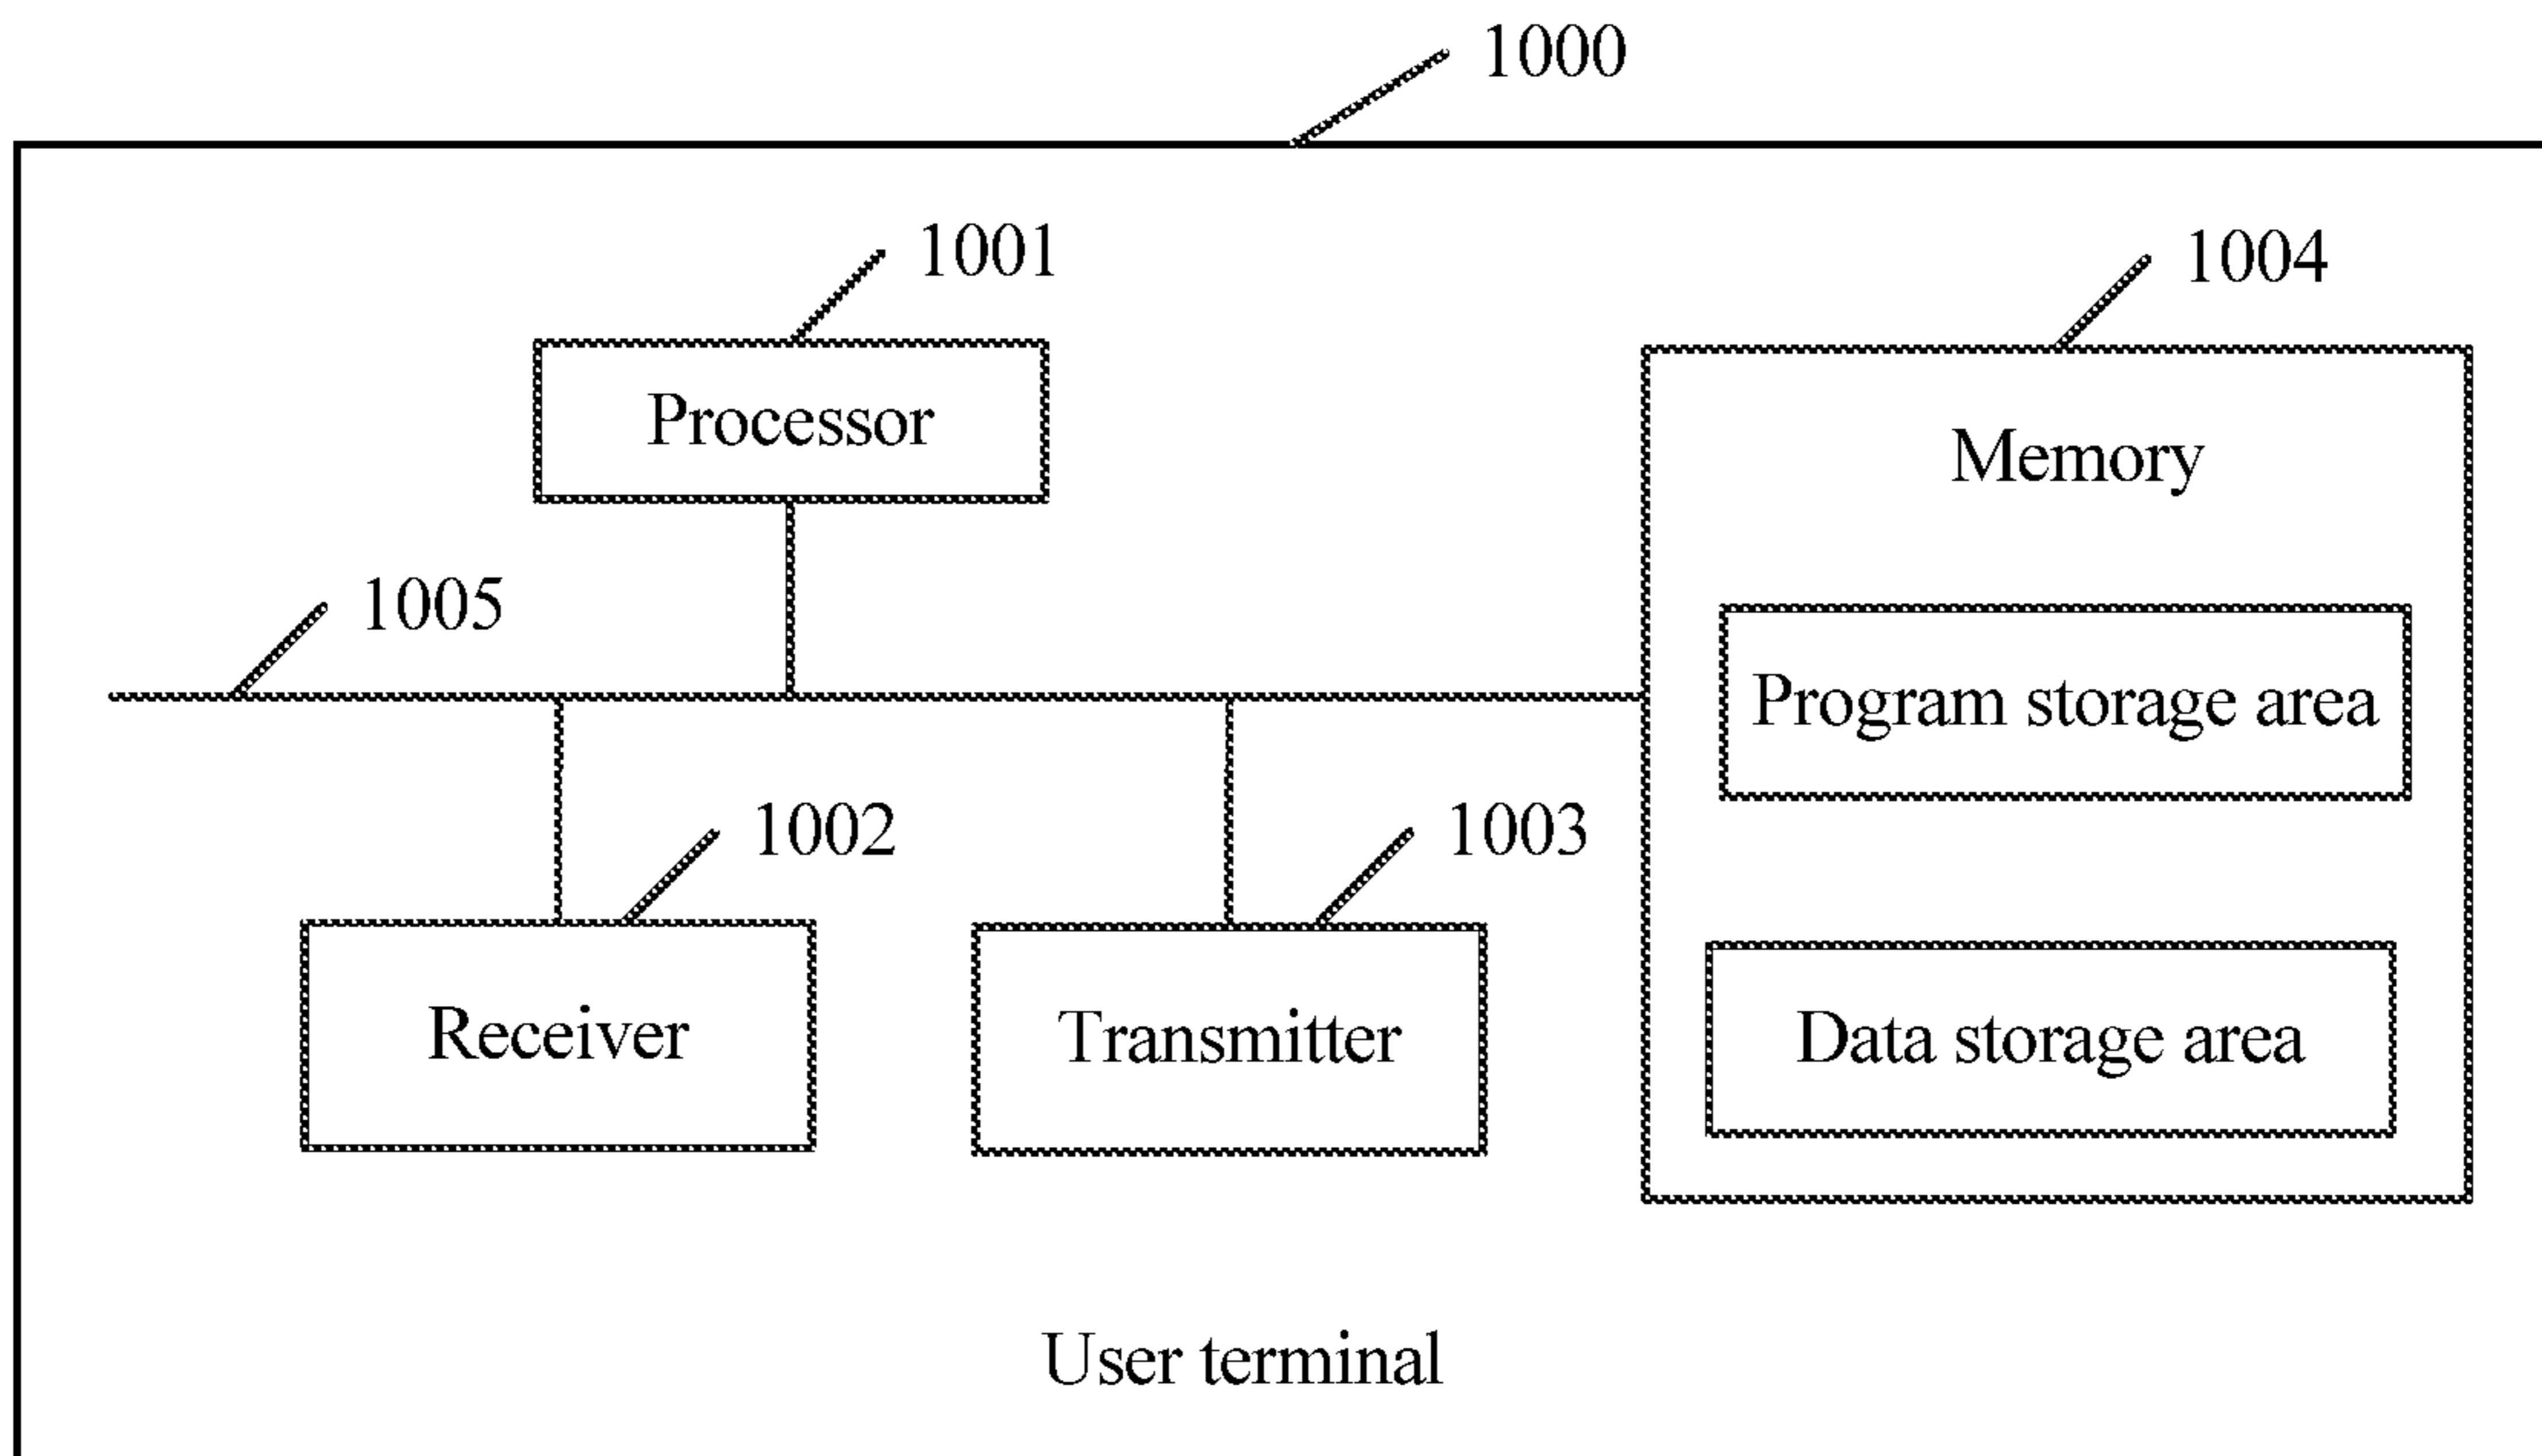 1000
1001
1004
Processor
Memory
1005
Program storage area
1002
1003
Receiver
Transmitter
Data storage area
User terminal